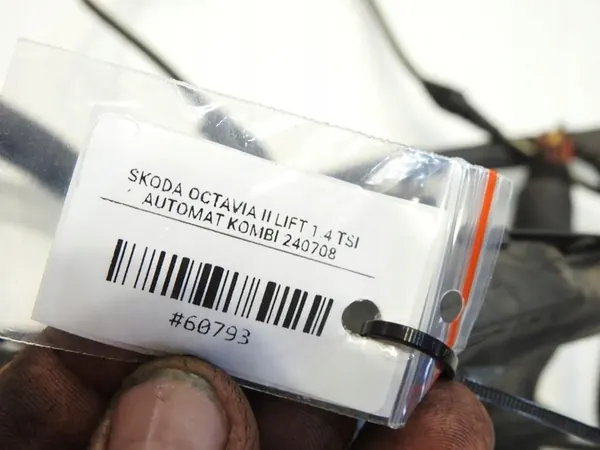 SKODA OCTAVIA II LIFT 1.4 TSI
AUTOMAT KOMBI 240708
#60793